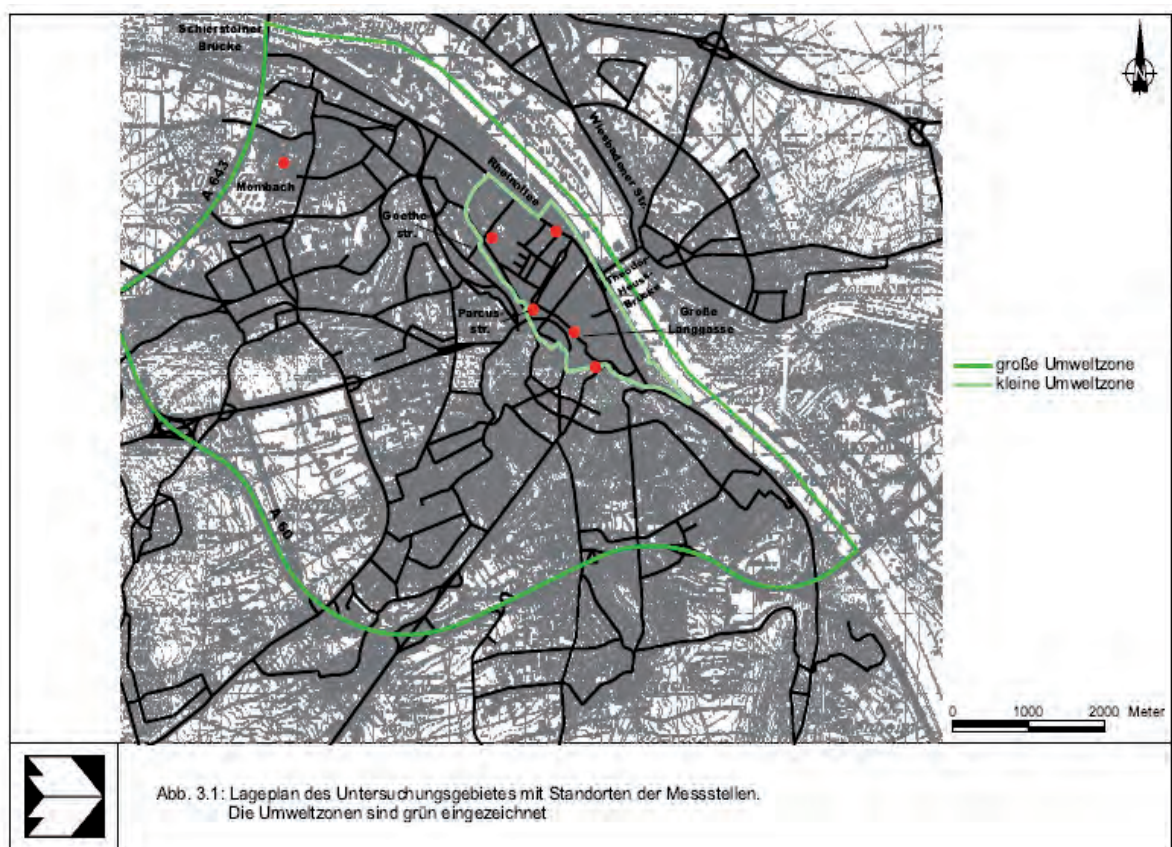 Schiersteiner
Brücke
N
A 643
Mombach
Rheinallee
Wiesbadener Str.
Goethe-
str.
Theodor
Heuss-
Brücke
Parcus-
str.
Große
Langgasse
große Umweltzone
kleine Umweltzone
A 60
0 1000 2000 Meter
Abb. 3.1: Lageplan des Untersuchungsgebietes mit Standorten der Messstellen.
Die Umweltzonen sind grün eingezeichnet